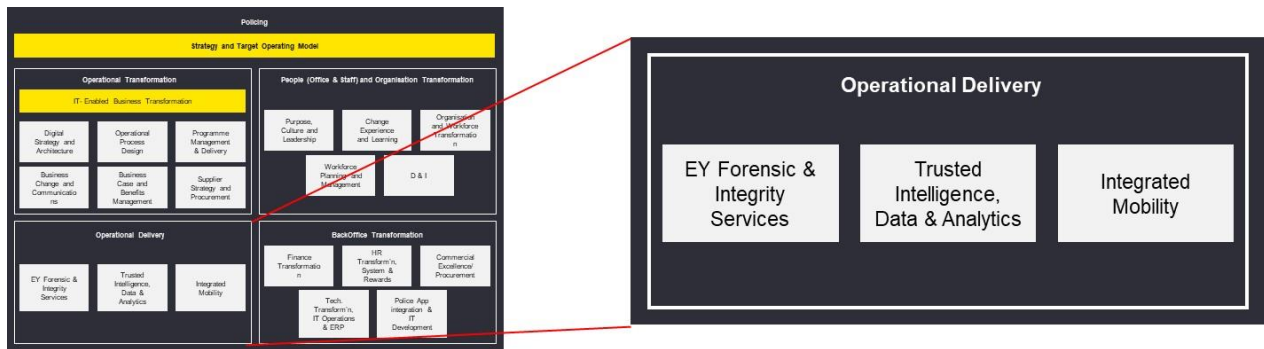 Policing
Strategy and Target Operating Model
Operational Transformation
IT- Enabled Business Transformation
Digital
Strategy and
Architecture
Operational
Process
Design
Programme
Management
& Delivery
Business
Change and
Communicatio
ns
Business
Case and
Benefits
Management
Supplier
Strategy and
Procurement
People (Office & Staff) and Organisation Transformation
Purpose,
Culture and
Leadership
Change
Experience
and Learning
Organisation
and Workforce
Transformatio
n
Workforce
Planning and
Management
D & I
Operational Delivery
EY Forensic &
Integrity
Services
Trusted
Intelligence,
Data &
Analytics
Integrated
Mobility
BackOffice Transformation
Finance
Transformatio
n
HR
Transform'n,
System &
Rewards
Commercial
Excellence/
Procurement
Tech.
Transform'n,
IT Operations
& ERP
Police App
integration &
IT
Development
Operational Delivery
EY Forensic &
Integrity
Services
Trusted
Intelligence,
Data & Analytics
Integrated
Mobility